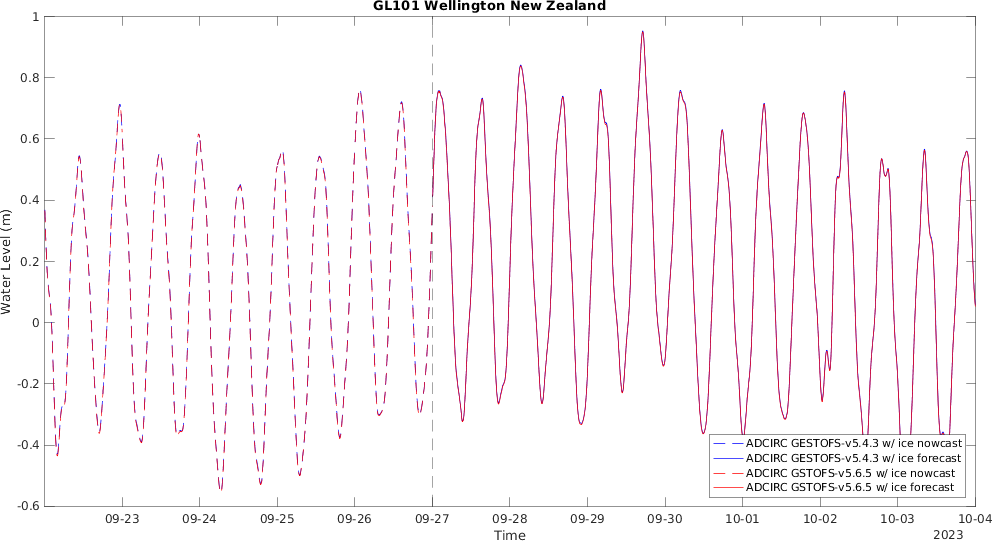 GL101 Wellington New Zealand
Water Level (m)
1
0.8
0.6
0.4
0.2
0
-0.2
-0.4
-0.6
ADCIRC GESTOFS-v5.4.3 w/ ice nowcast
ADCIRC GESTOFS-v5.4.3 w/ ice forecast
ADCIRC GSTOFS-v5.6.5 w/ ice nowcast
ADCIRC GSTOFS-v5.6.5 w/ ice forecast
09-23 09-24 09-25 09-26 09-27 09-28 09-29 09-30 10-01 10-02 10-03 10-04
Time
2023